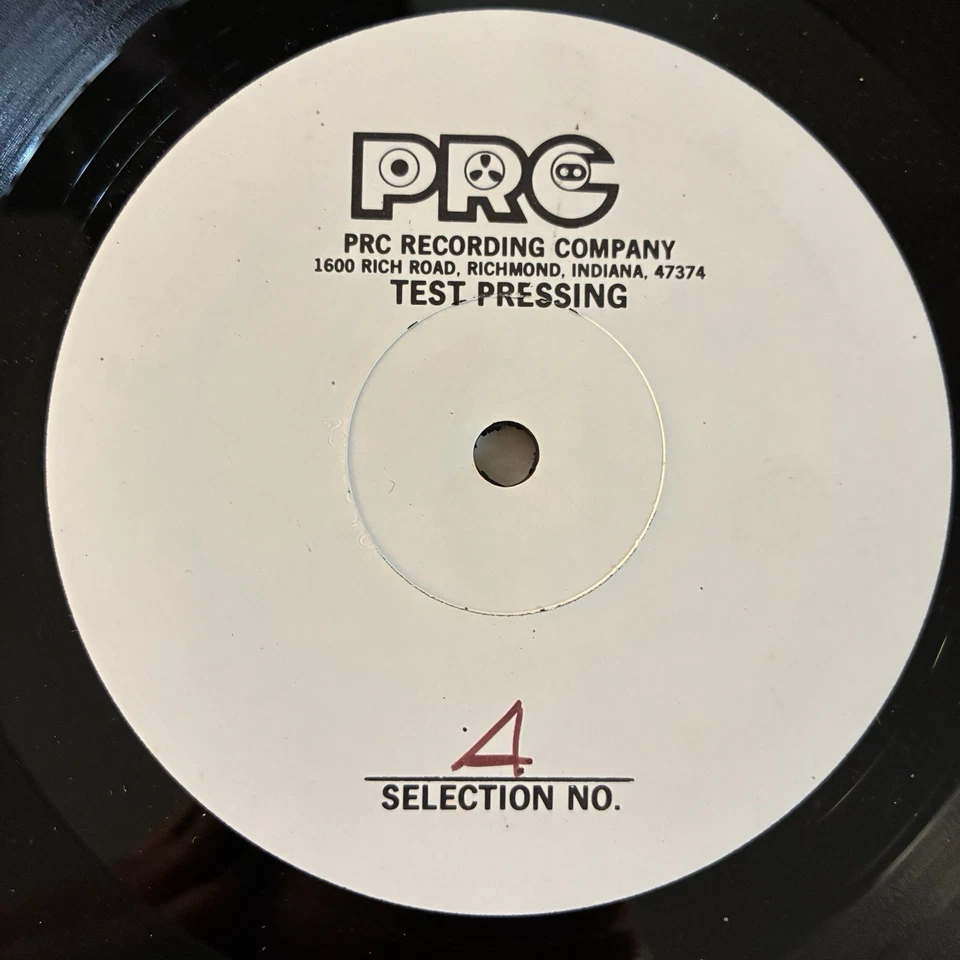 PRC
PRC RECORDING COMPANY
1600 RICH ROAD, RICHMOND, INDIANA, 47374
TEST PRESSING
4
SELECTION NO.